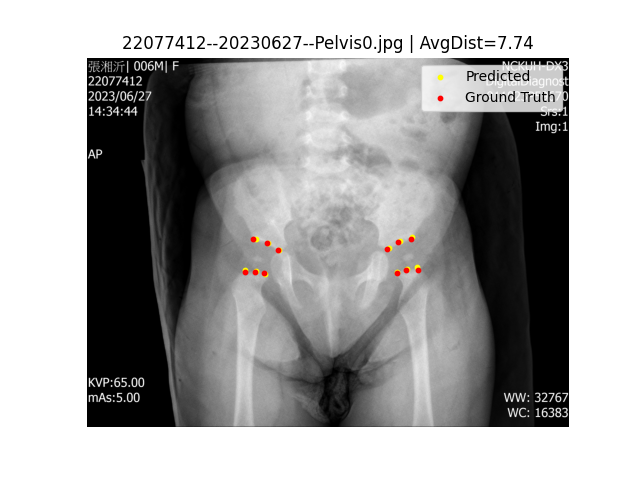 22077412--20230627--Pelvis0.jpg | AvgDist=7.74
張湘沂| 006M| F
22077412
2023/06/27
14:34:44
AP
NCKUH-DX3
Predicted
Ground Truth
Srs:1
Img:1
KVP:65.00
mAs:5.00
WW: 32767
WC: 16383